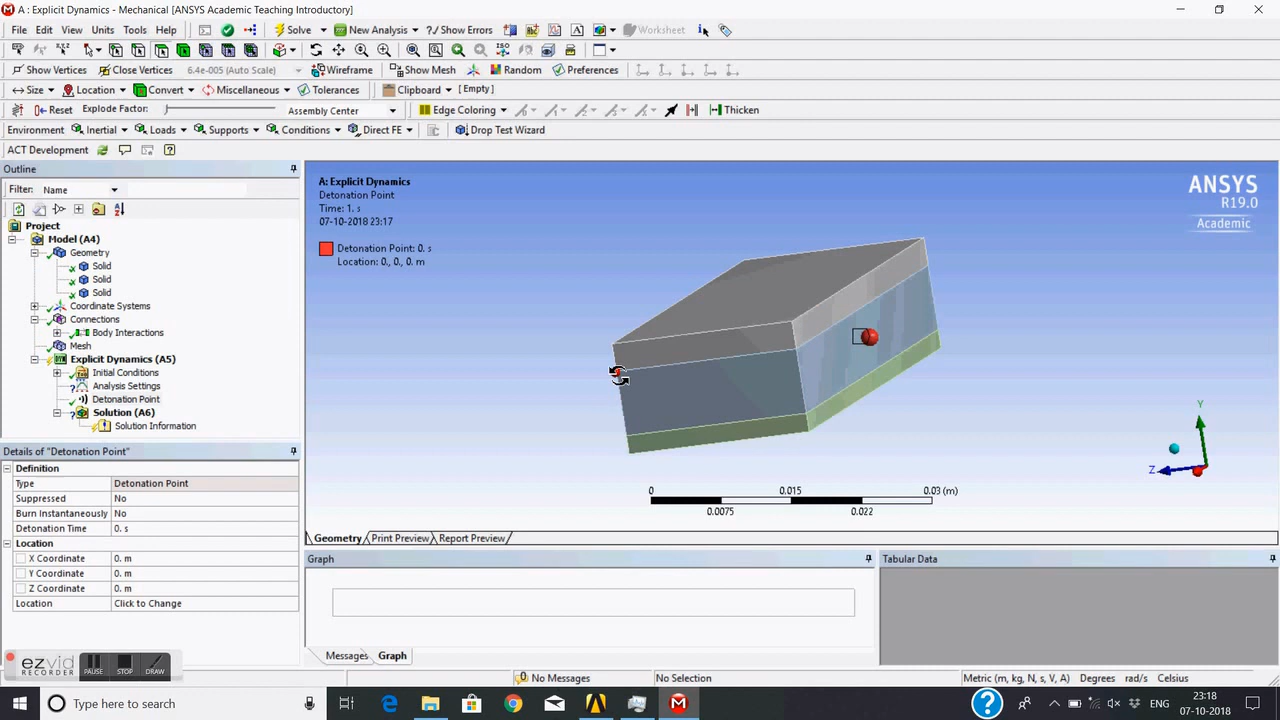 A : Explicit Dynamics - Mechanical [ANSYS Academic Teaching Introductory]
File Edit View Units Tools Help Solve New Analysis Show Errors Worksheet
Show Vertices Close Vertices 6.4e-005 (Auto Scale) Wireframe Show Mesh Random Preferences
Size Location Convert Miscellaneous Tolerances Clipboard [ Empty ]
Reset Explode Factor: Assembly Center Edge Coloring Thicken
Environment Inertial Loads Supports Conditions Direct FE Drop Test Wizard
ACT Development
Outline
Filter: Name
Project
Model (A4)
Geometry
Solid
Solid
Solid
Coordinate Systems
Connections
Body Interactions
Mesh
Explicit Dynamics (A5)
Initial Conditions
Analysis Settings
Detonation Point
Solution (A6)
Solution Information
Details of "Detonation Point"
Definition
Type Detonation Point
Suppressed No
Burn Instantaneously No
Detonation Time 0. s
Location
X Coordinate 0. m
Y Coordinate 0. m
Z Coordinate 0. m
Location Click to Change
ezvid
RECORDER
PAUSE STOP DRAW
A: Explicit Dynamics
Detonation Point
Time: 1. s
07-10-2018 23:17
Detonation Point: 0. s
Location: 0., 0., 0. m
ANSYS
R19.0
Academic
Y
Z
0 0.015 0.03 (m)
0.0075 0.022
Geometry Print Preview Report Preview
Graph
Tabular Data
Messages Graph
0 No Messages No Selection Metric (m, kg, N, s, V, A) Degrees rad/s Celsius
Type here to search
ENG
23:18
07-10-2018